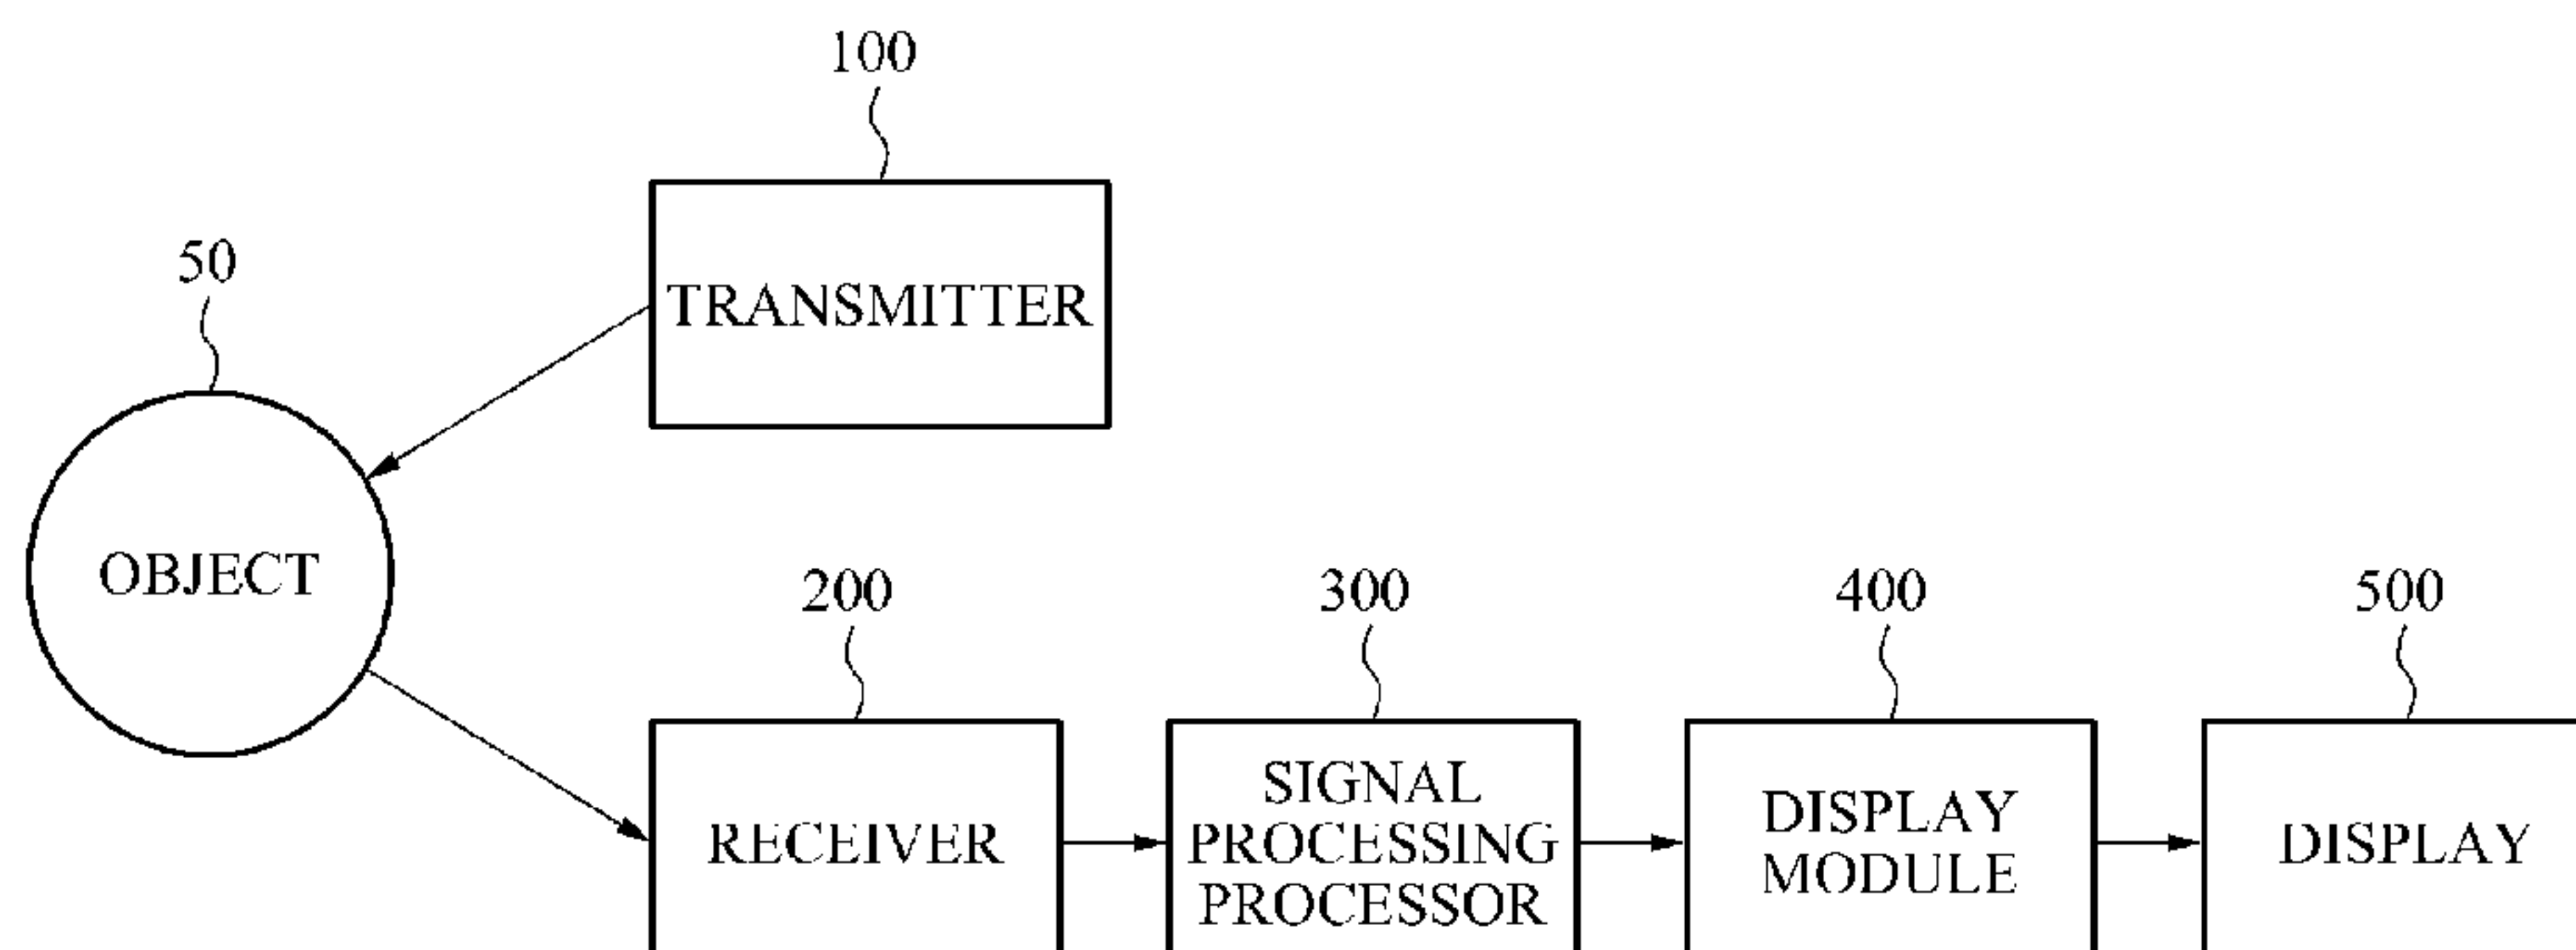 100
TRANSMITTER
50
OBJECT
200
RECEIVER
300
SIGNAL
PROCESSING
PROCESSOR
400
DISPLAY
MODULE
500
DISPLAY